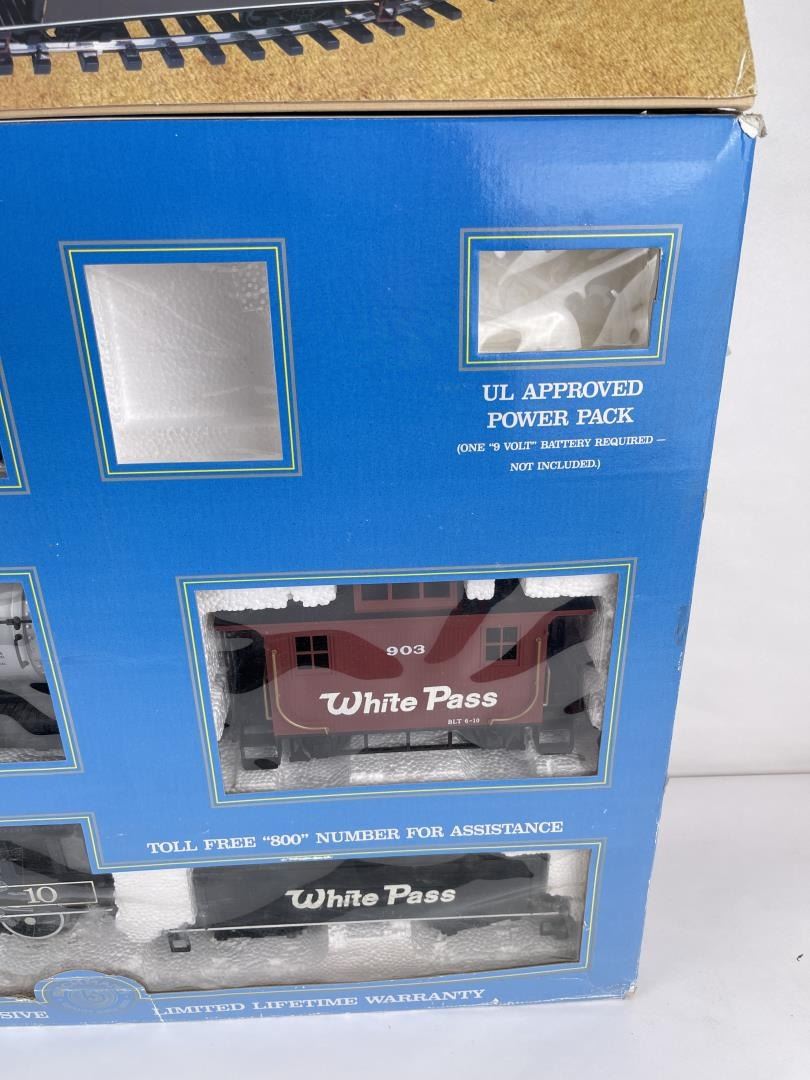 UL APPROVED
POWER PACK
(ONE "9 VOLT" BATTERY REQUIRED —
NOT INCLUDED.)
903
White Pass
BLT 6-10
TOLL FREE "800" NUMBER FOR ASSISTANCE
10
White Pass
SIVE
LIMITED LIFETIME WARRANTY